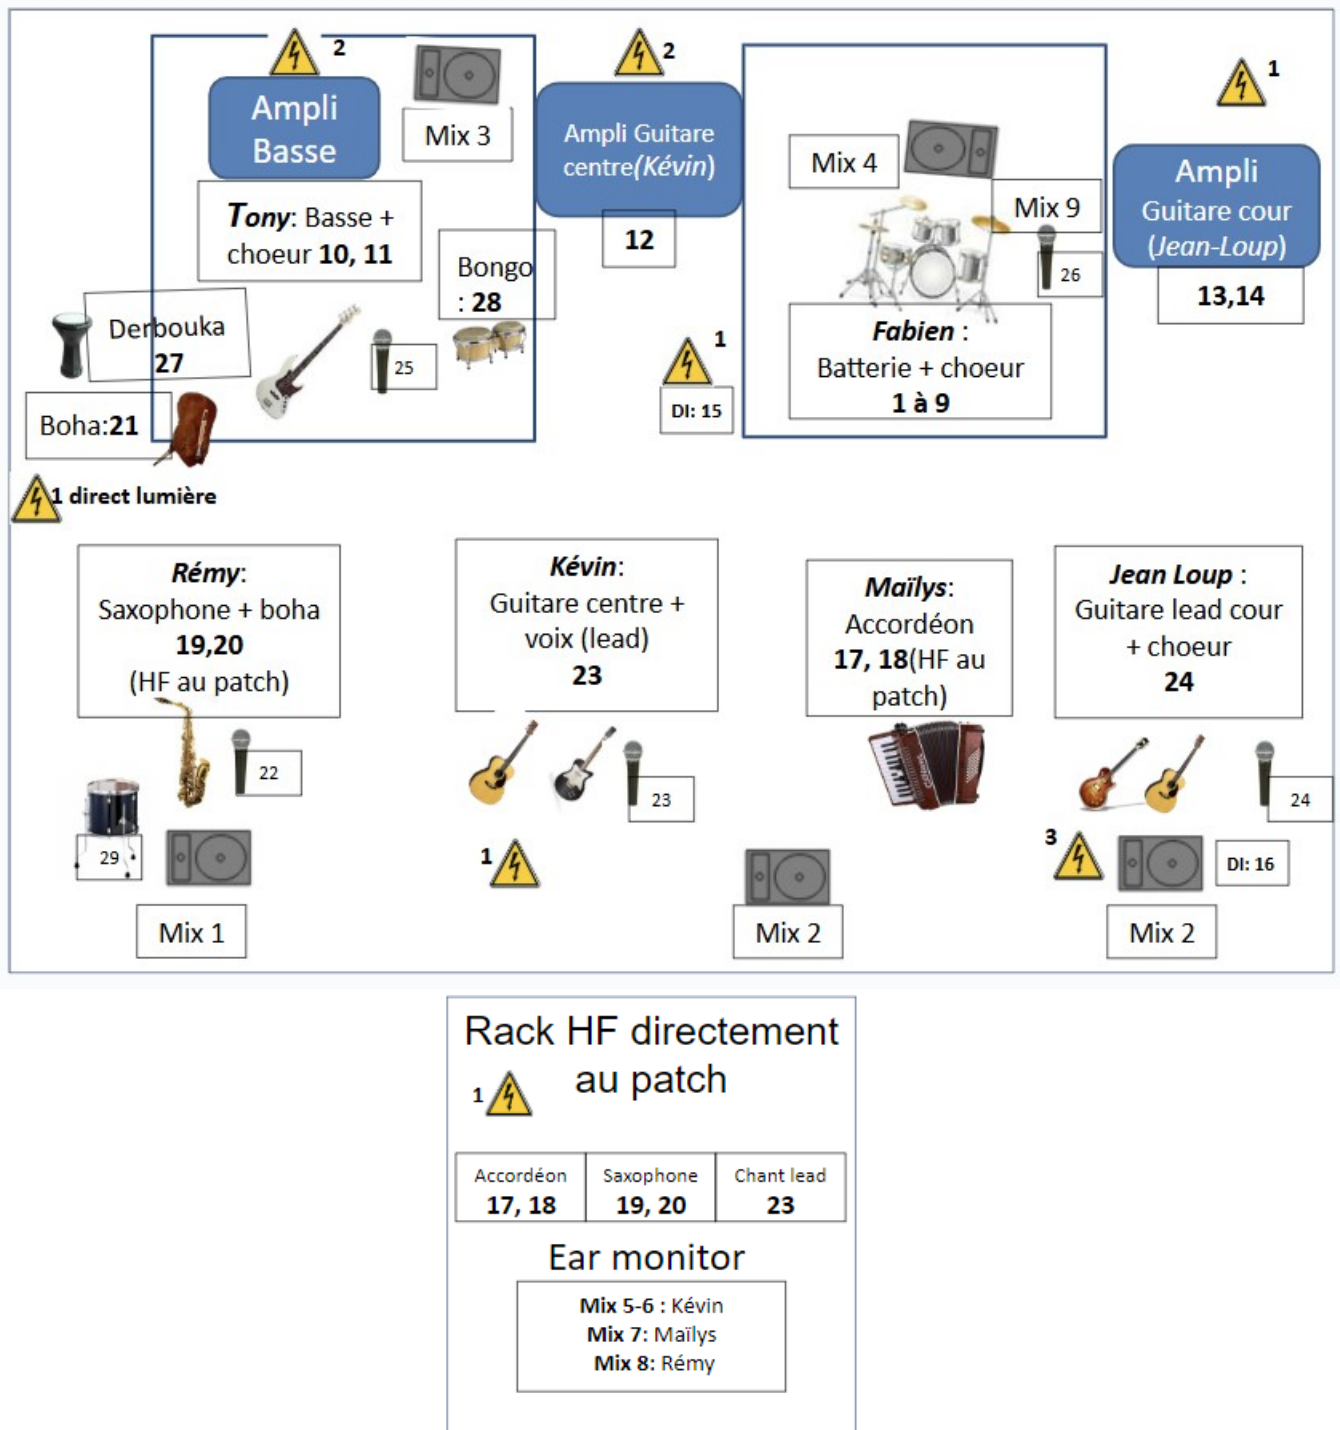 2
2
1
Ampli
Basse
Mix 3
Ampli Guitare
centre(Kévin)
Mix 4
Ampli
Guitare cour
(Jean-Loup)
Tony: Basse +
choeur 10, 11
12
Mix 9
26
13,14
Bongo
: 28
Derbouka
27
25
1
DI: 15
Fabien :
Batterie + choeur
1 à 9
Boha:21
1 direct lumière
Rémy:
Saxophone + boha
19,20
(HF au patch)
Kévin:
Guitare centre +
voix (lead)
23
Maïlys:
Accordéon
17, 18(HF au
patch)
Jean Loup :
Guitare lead cour
+ choeur
24
22
23
24
29
1
3
DI: 16
Mix 1
Mix 2
Mix 2
Rack HF directement
au patch
1
Accordéon
17, 18
Saxophone
19, 20
Chant lead
23
Ear monitor
Mix 5-6 : Kévin
Mix 7: Maïlys
Mix 8: Rémy